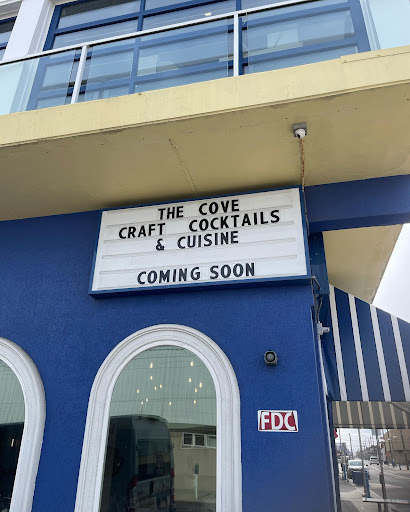 THE COVE
CRAFT COCKTAILS
& CUISINE
COMING SOON
FDC